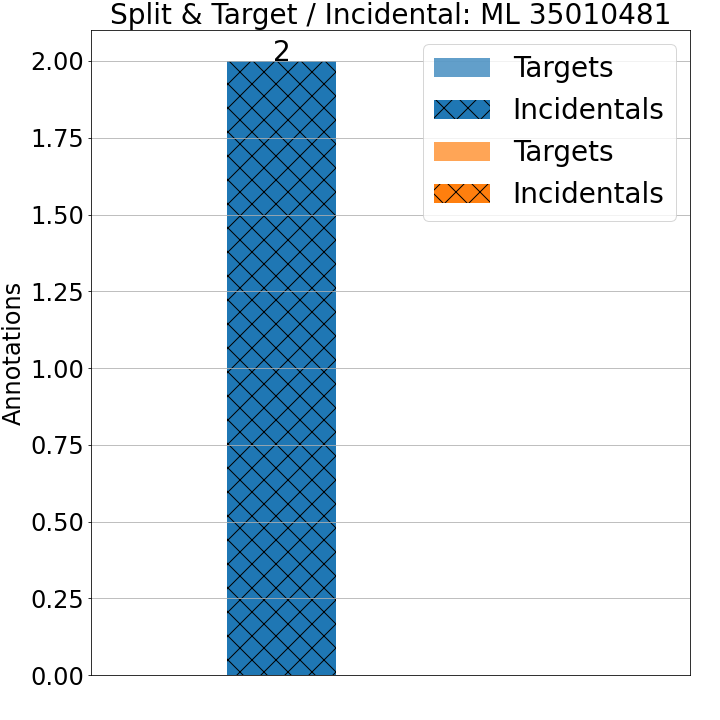 Split & Target / Incidental: ML 35010481
2
Targets
Incidentals
Targets
Incidentals
Annotations
2.00
1.75
1.50
1.25
1.00
0.75
0.50
0.25
0.00